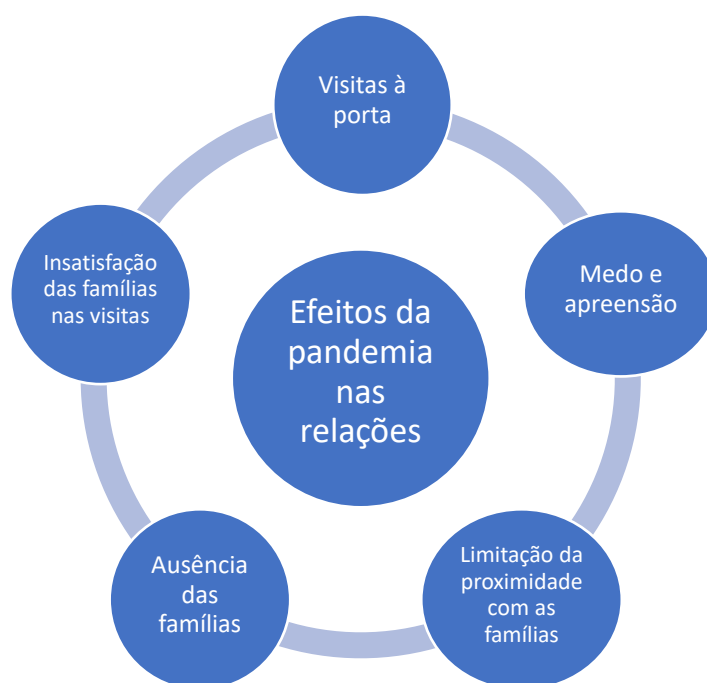 Visitas à
porta
Medo e
apreensão
Limitação da
proximidade
com as
famílias
Ausência
das
famílias
Insatisfação
das famílias
nas visitas
Efeitos da
pandemia
nas
relações